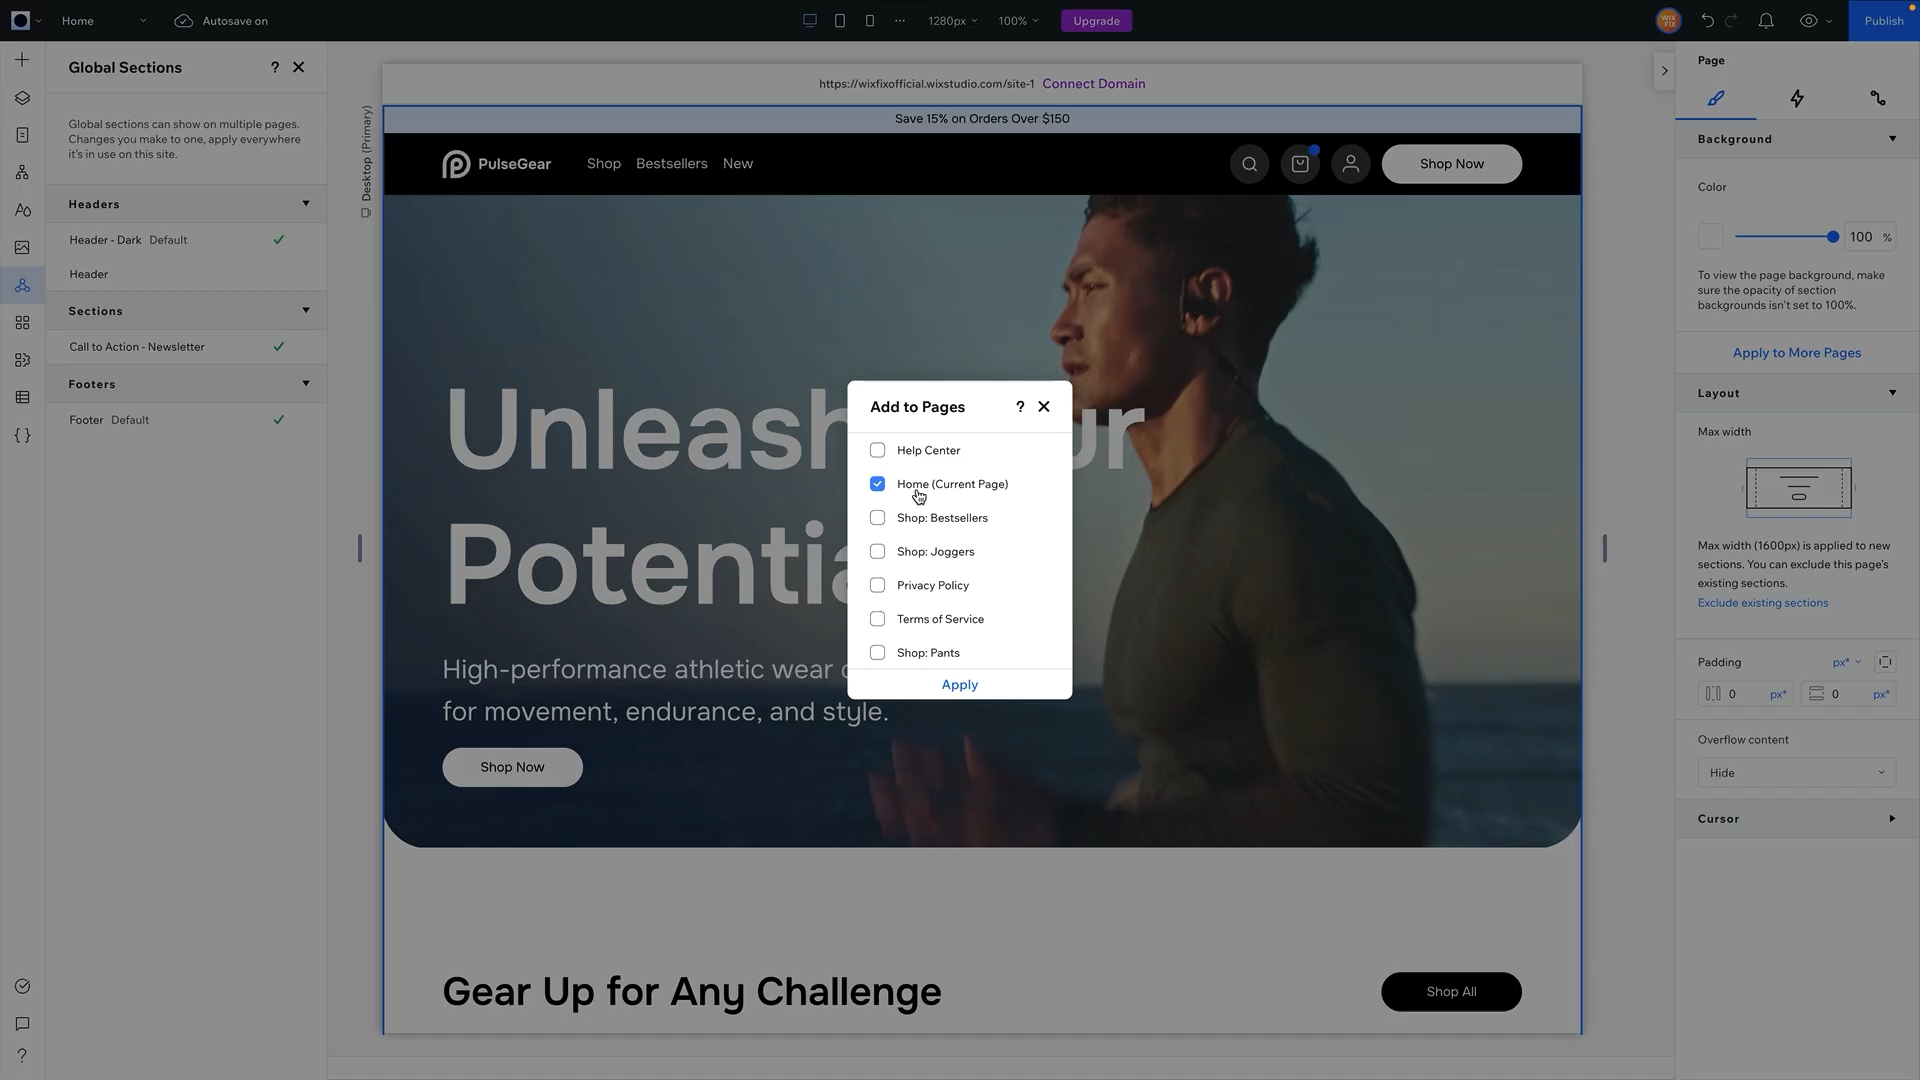 Home
Autosave on
1280px
100%
Upgrade
WIX
FIX
Publish
Global Sections
?
Global sections can show on multiple pages.
Changes you make to one, apply everywhere
it's in use on this site.
Headers
Header - Dark Default
Header
Sections
Call to Action - Newsletter
Footers
Footer Default
?
Desktop (Primary)
https://wixfixofficial.wixstudio.com/site-1 Connect Domain
Save 15% on Orders Over $150
PulseGear
Shop
Bestsellers
New
Shop Now
Unleash ur
Potentia
High-performance athletic wear
for movement, endurance, and style.
Shop Now
Add to Pages
?
Help Center
Home (Current Page)
Shop: Bestsellers
Shop: Joggers
Privacy Policy
Terms of Service
Shop: Pants
Apply
Gear Up for Any Challenge
Shop All
Page
Background
Color
100 %
To view the page background, make
sure the opacity of section
backgrounds isn't set to 100%.
Apply to More Pages
Layout
Max width
Max width (1600px) is applied to new
sections. You can exclude this page's
existing sections.
Exclude existing sections
Padding
px*
0 px*
0 px*
Overflow content
Hide
Cursor